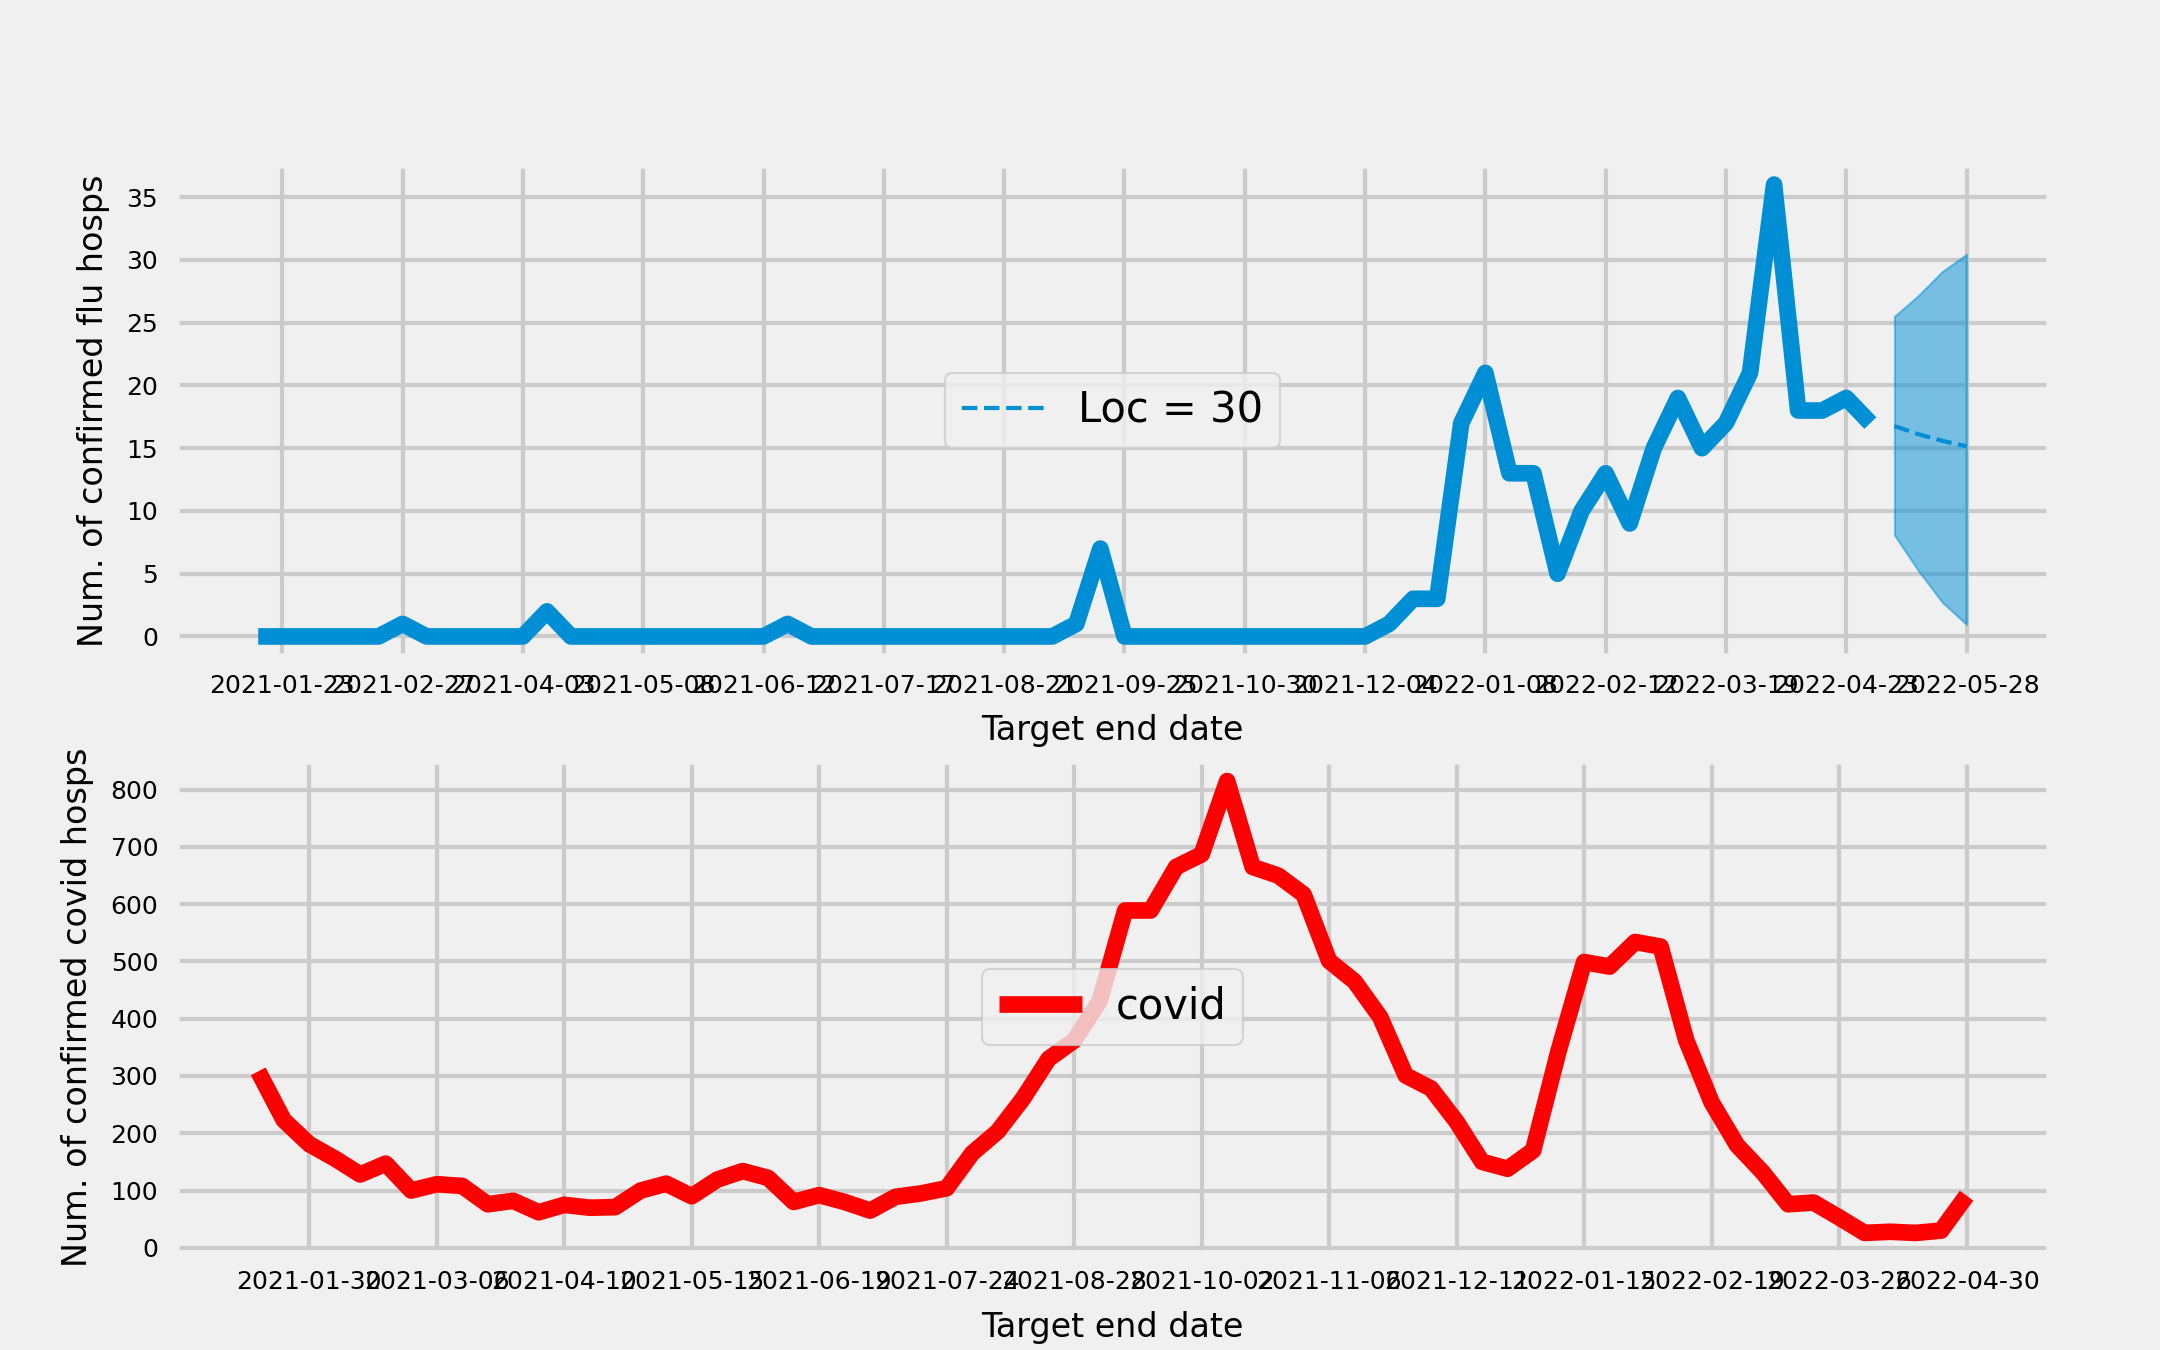 Num. of confirmed flu hosps
35
30
25
20
15
10
5
0
Loc = 30
2021-01-23 2021-02-27 2021-04-03 2021-05-08 2021-06-12 2021-07-17 2021-08-21 2021-09-25 2021-10-30 2021-12-04 2022-01-08 2022-02-12 2022-03-19 2022-04-23 2022-05-28
Target end date
Num. of confirmed covid hosps
800
700
600
500
400
300
200
100
0
covid
2021-01-30 2021-03-06 2021-04-10 2021-05-15 2021-06-19 2021-07-24 2021-08-28 2021-10-02 2021-11-06 2021-12-11 2022-01-15 2022-02-19 2022-03-26 2022-04-30
Target end date